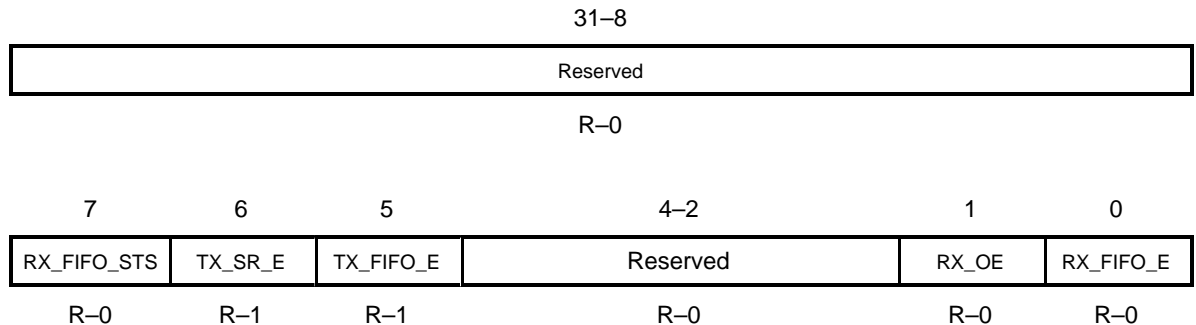 31–8
Reserved
R–0
7 6 5 4–2 1 0
RX_FIFO_STS TX_SR_E TX_FIFO_E Reserved RX_OE RX_FIFO_E
R–0 R–1 R–1 R–0 R–0 R–0